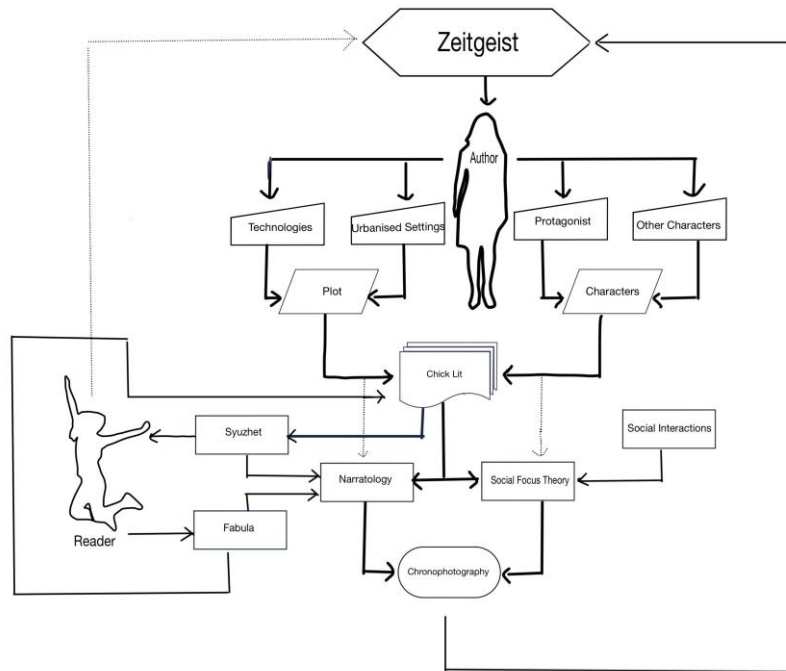 Zeitgeist
Author
Technologies
Urbanised Settings
Protagonist
Other Characters
Plot
Characters
Chick Lit
Syuzhet
Social Interactions
Narratology
Social Focus Theory
Fabula
Reader
Chronophotography